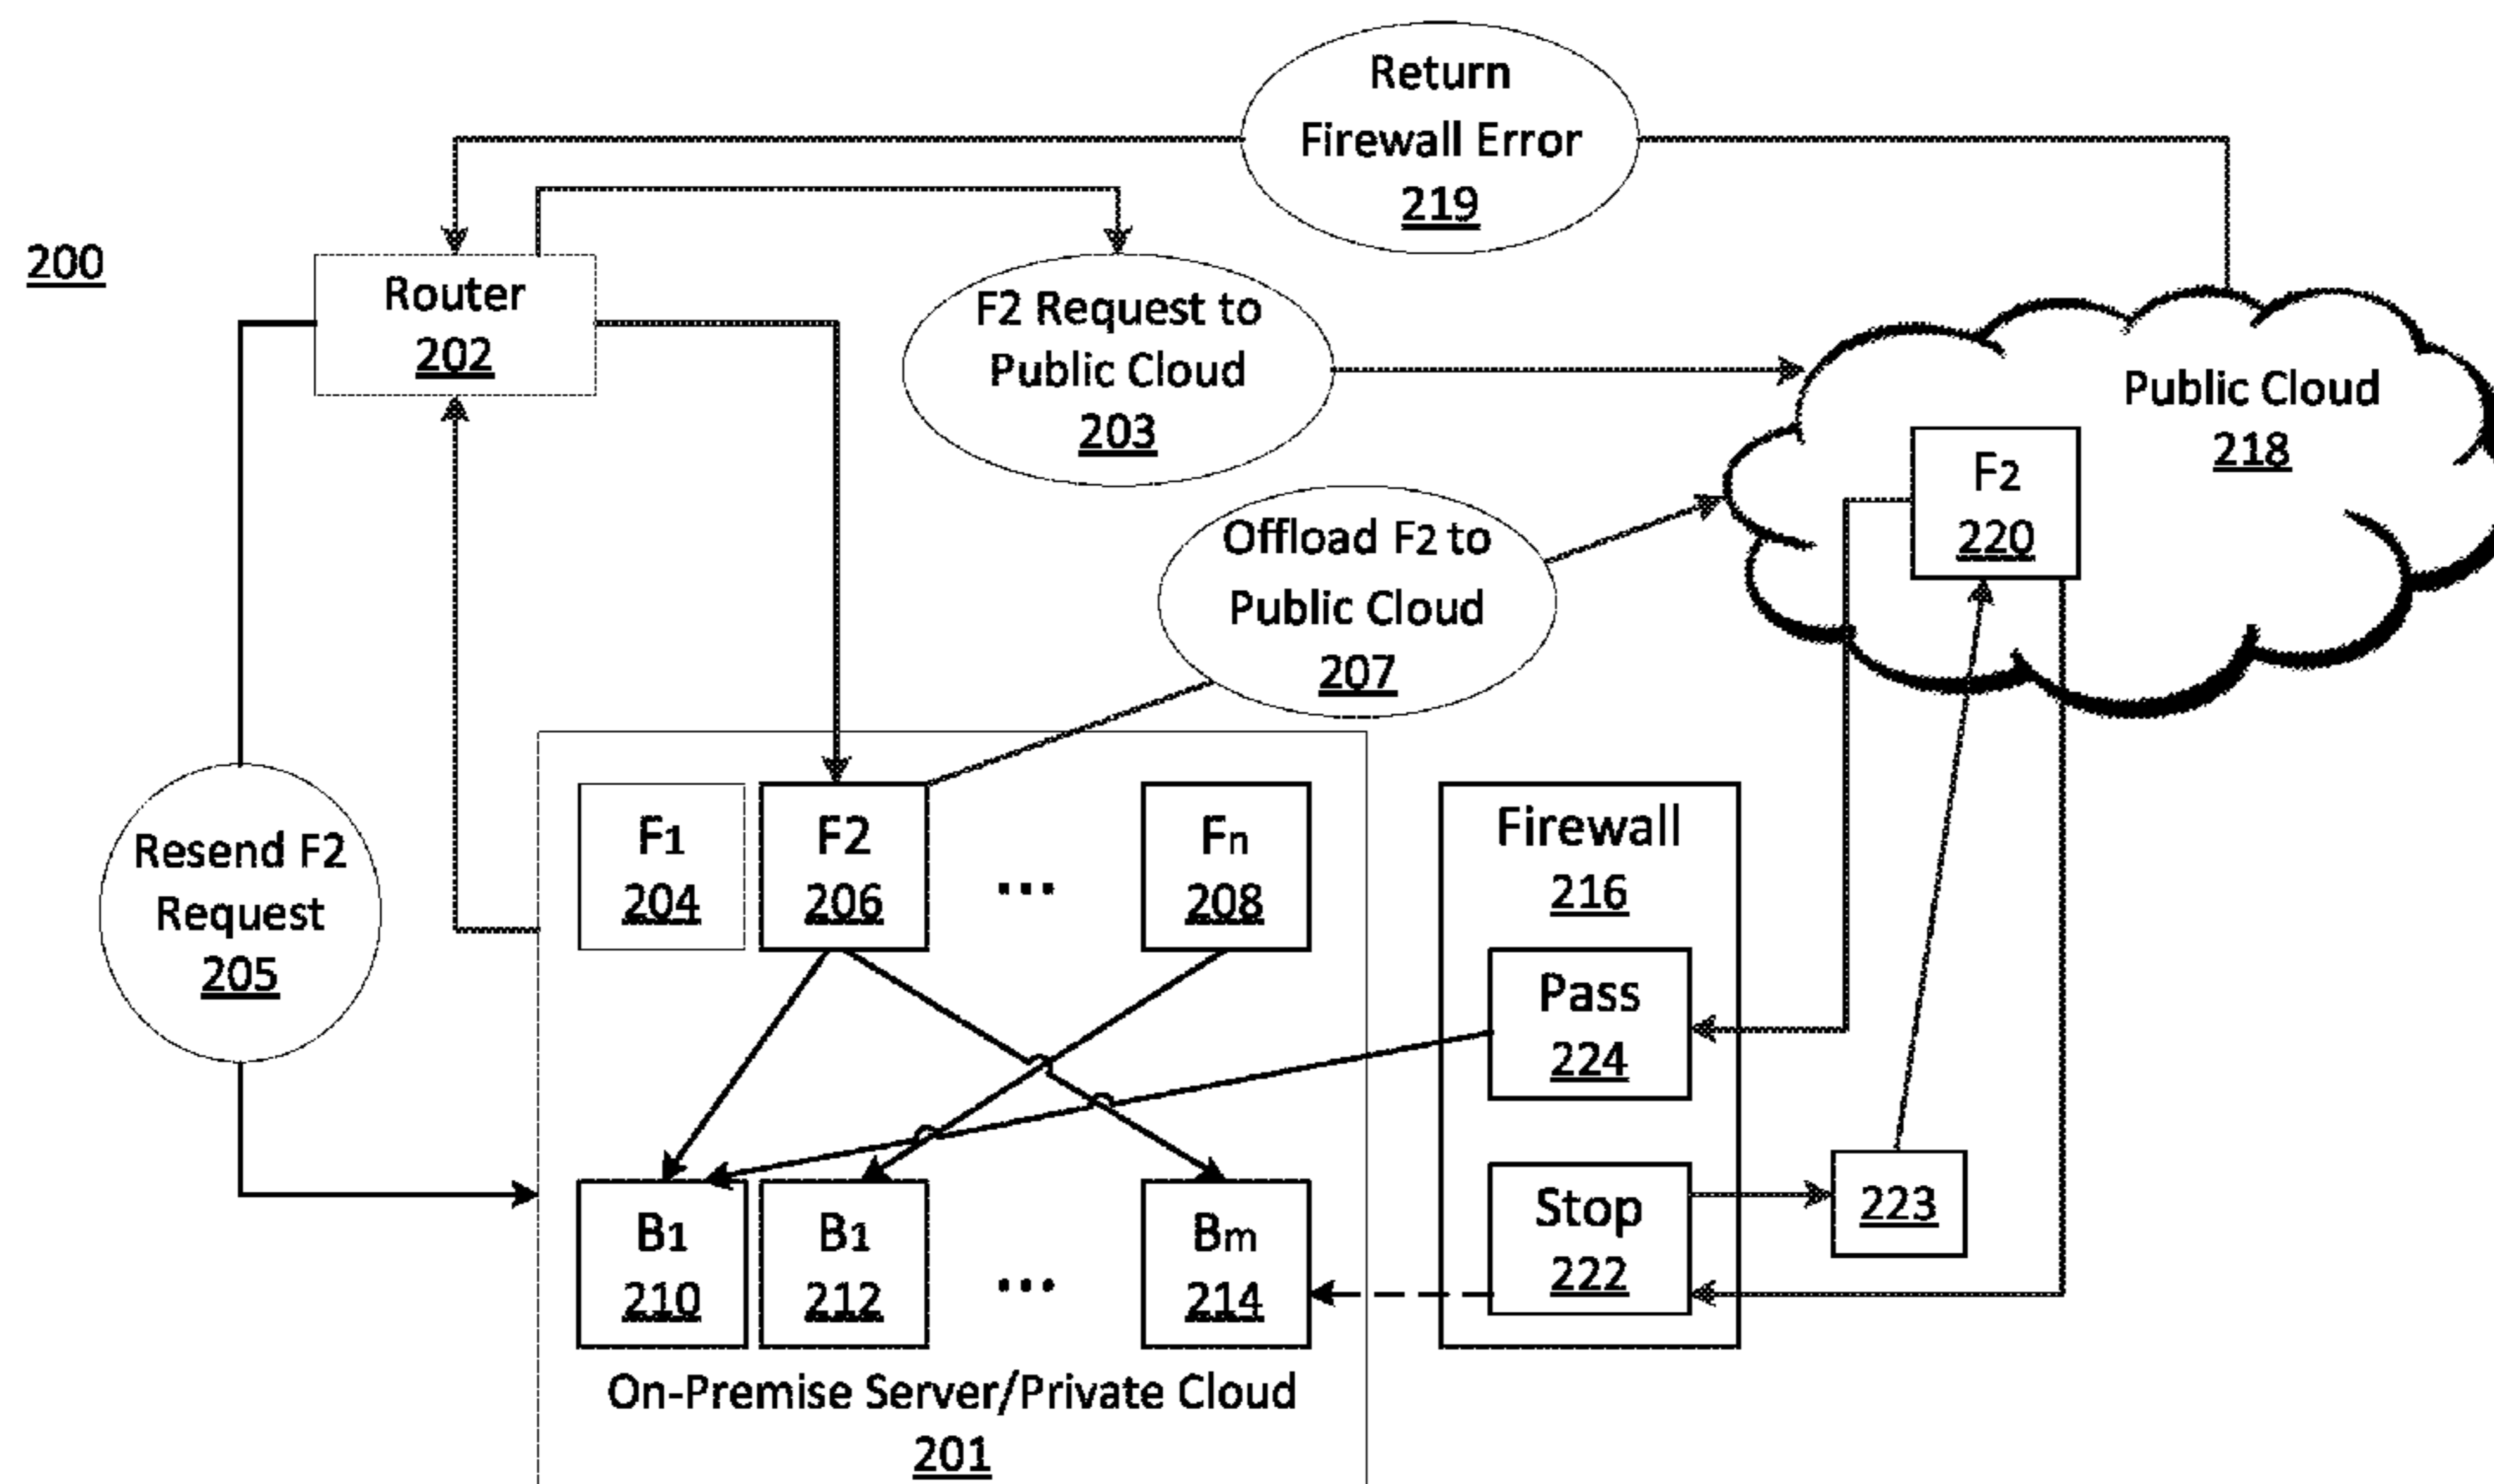 Return
Firewall Error
219
200
Router
202
F2 Request to
Public Cloud
203
Public Cloud
218
F2
220
Offload F2 to
Public Cloud
207
Resend F2
Request
205
F1
204
F2
206
...
Fn
208
Firewall
216
Pass
224
Stop
222
223
B1
210
B1
212
...
Bm
214
On-Premise Server/Private Cloud
201